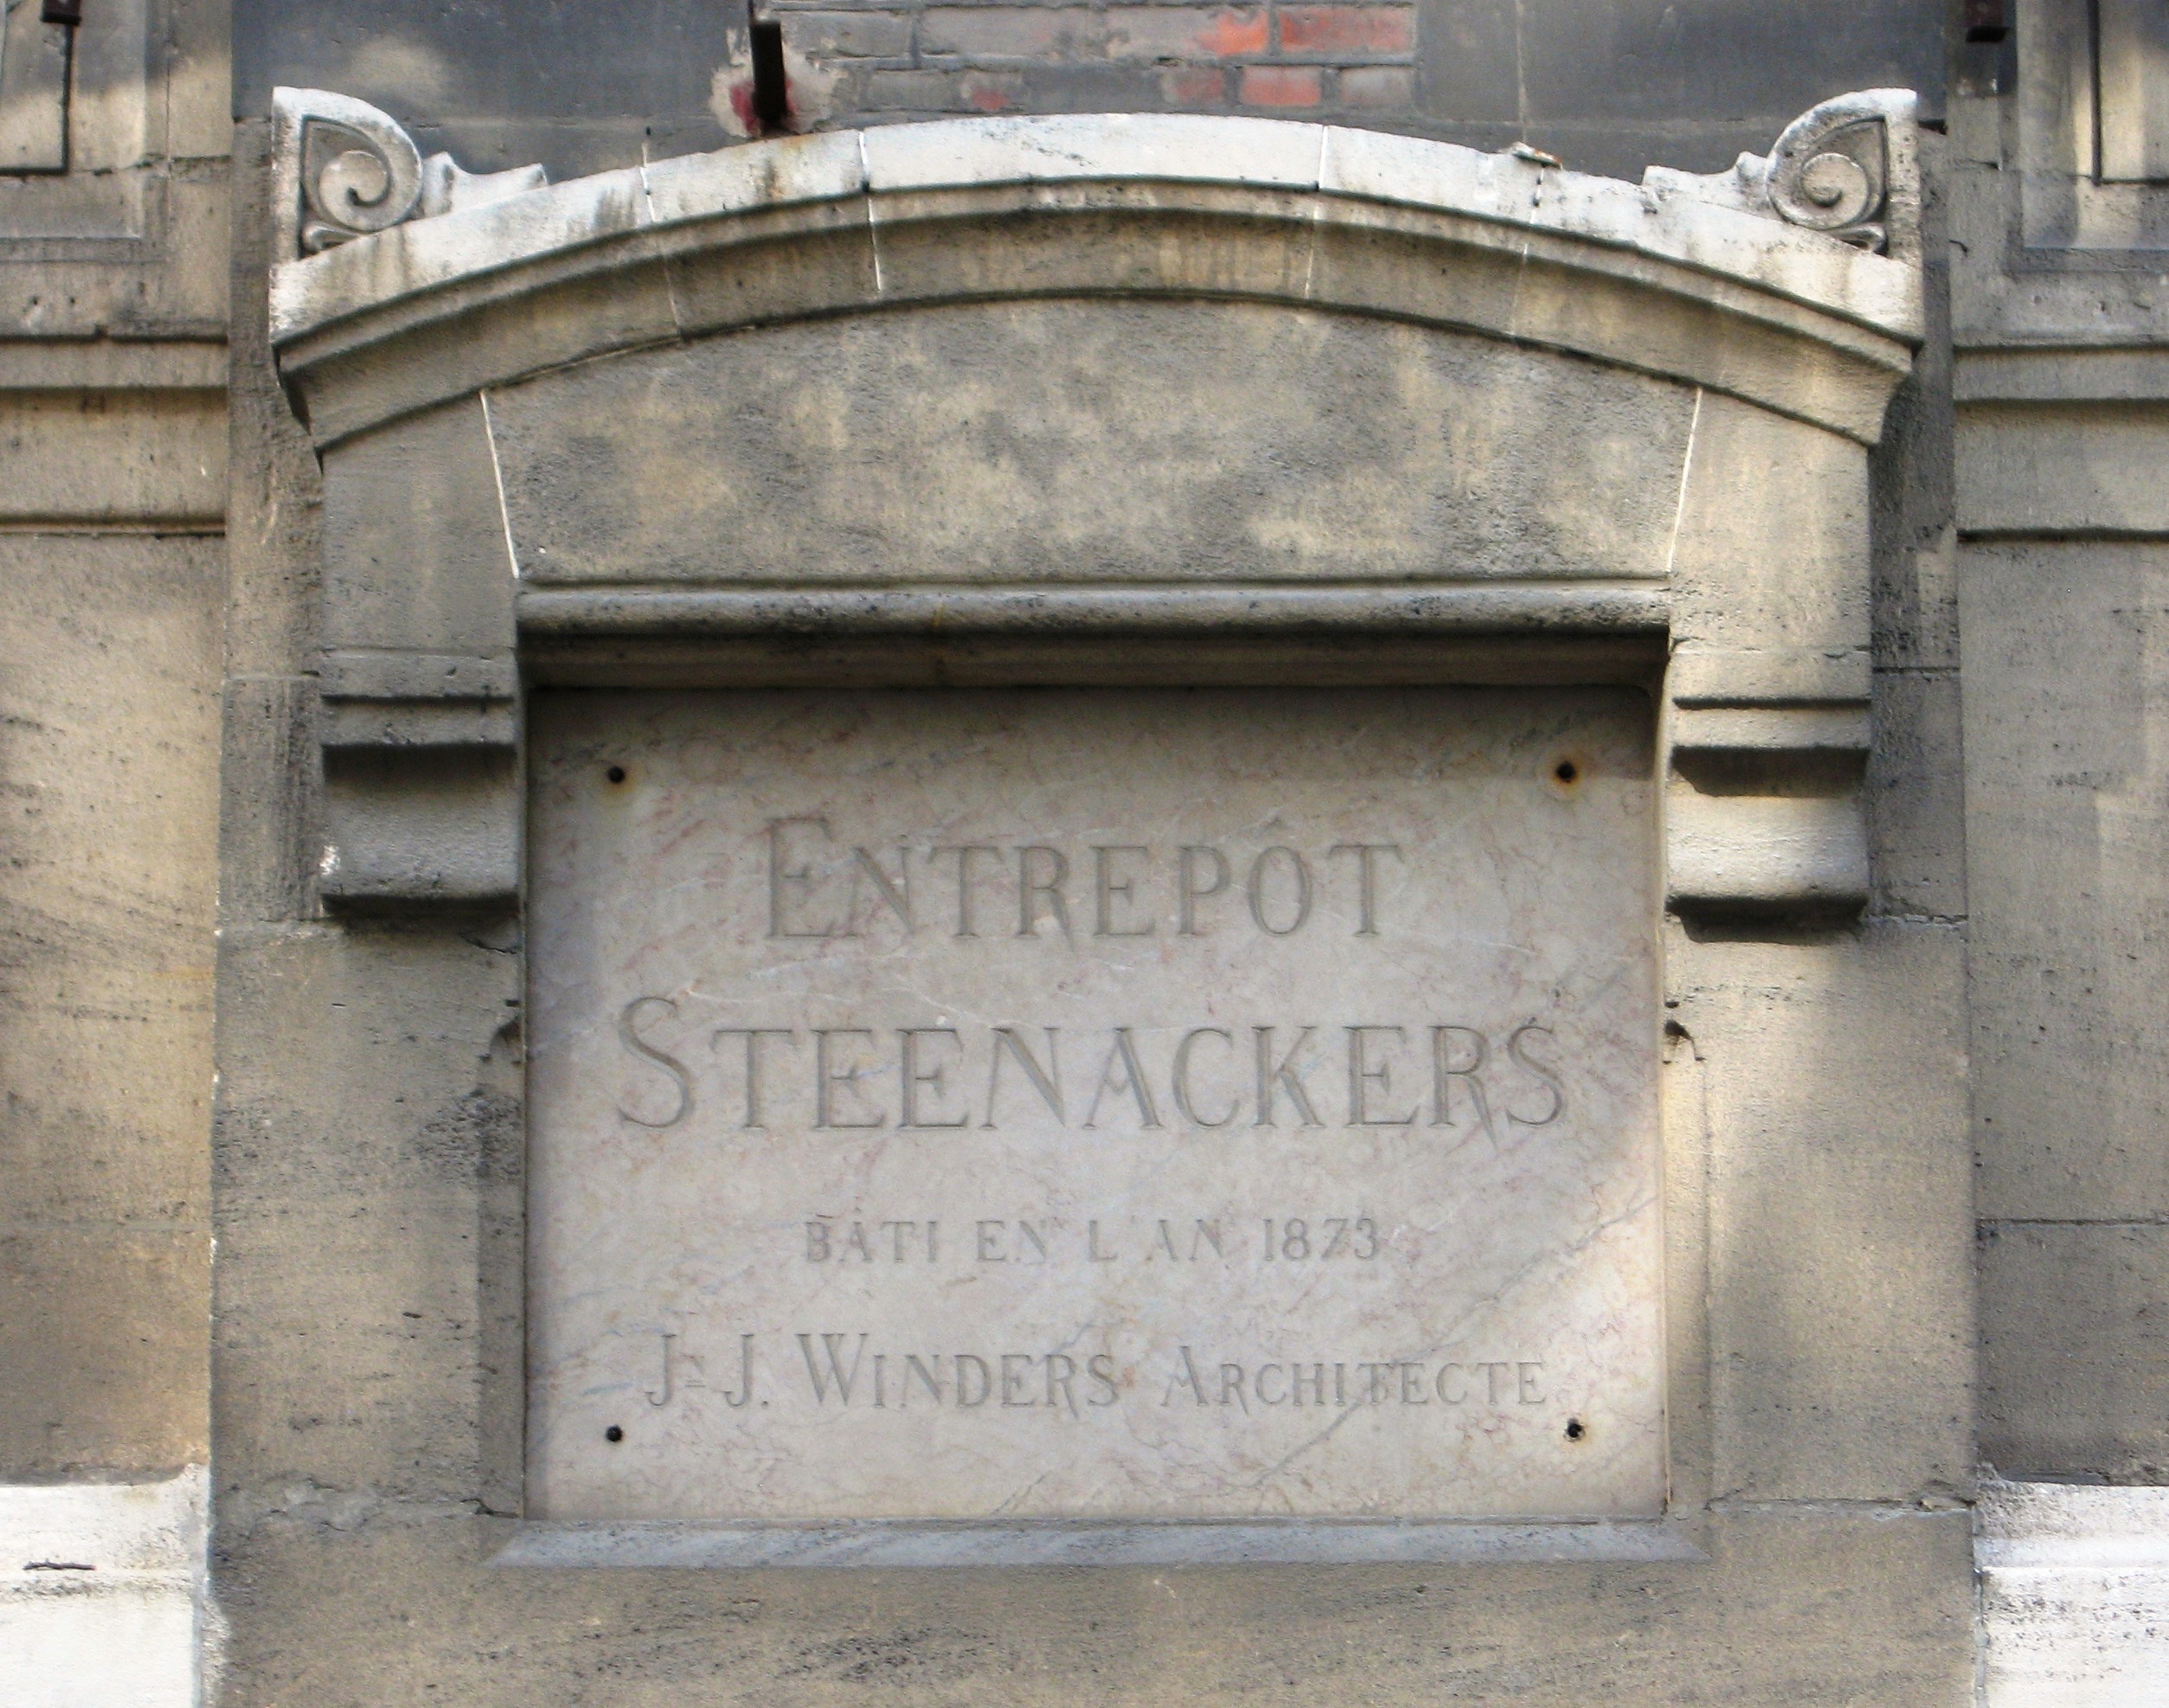 ENTREPÔT
STEENACKERS
BÂTI EN L'AN 1873
J=J. WINDERS ARCHITECTE